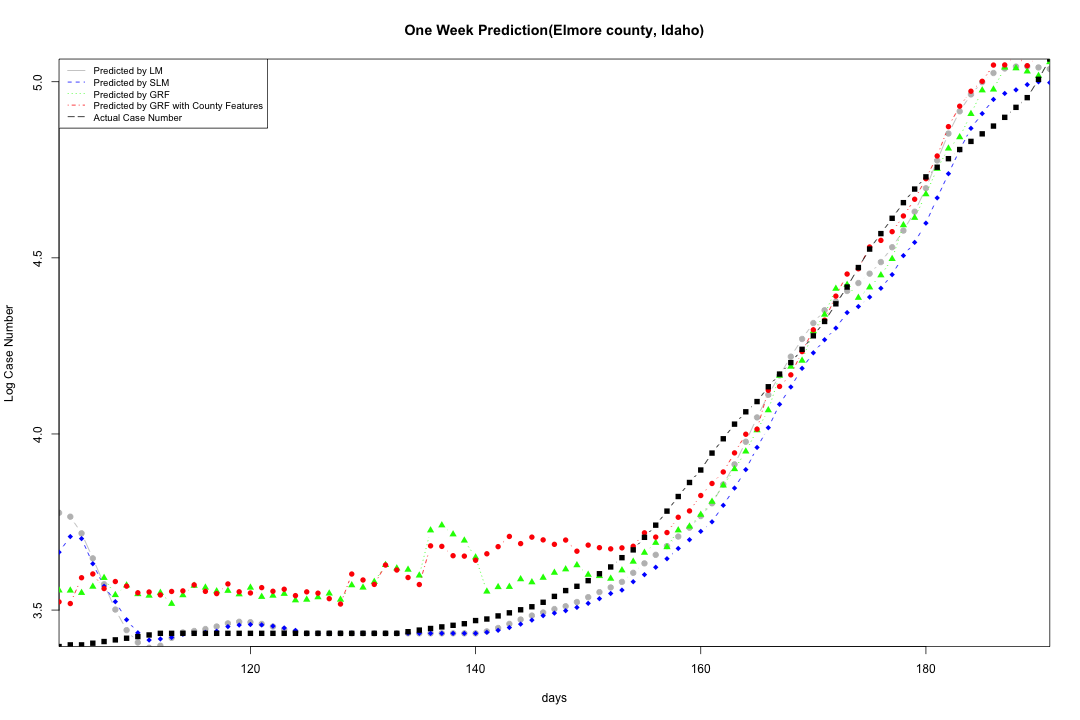 One Week Prediction(Elmore county, Idaho)
Predicted by LM
Predicted by SLM
Predicted by GRF
Predicted by GRF with County Features
Actual Case Number
5.0
4.5
4.0
3.5
Log Case Number
120
140
160
180
days